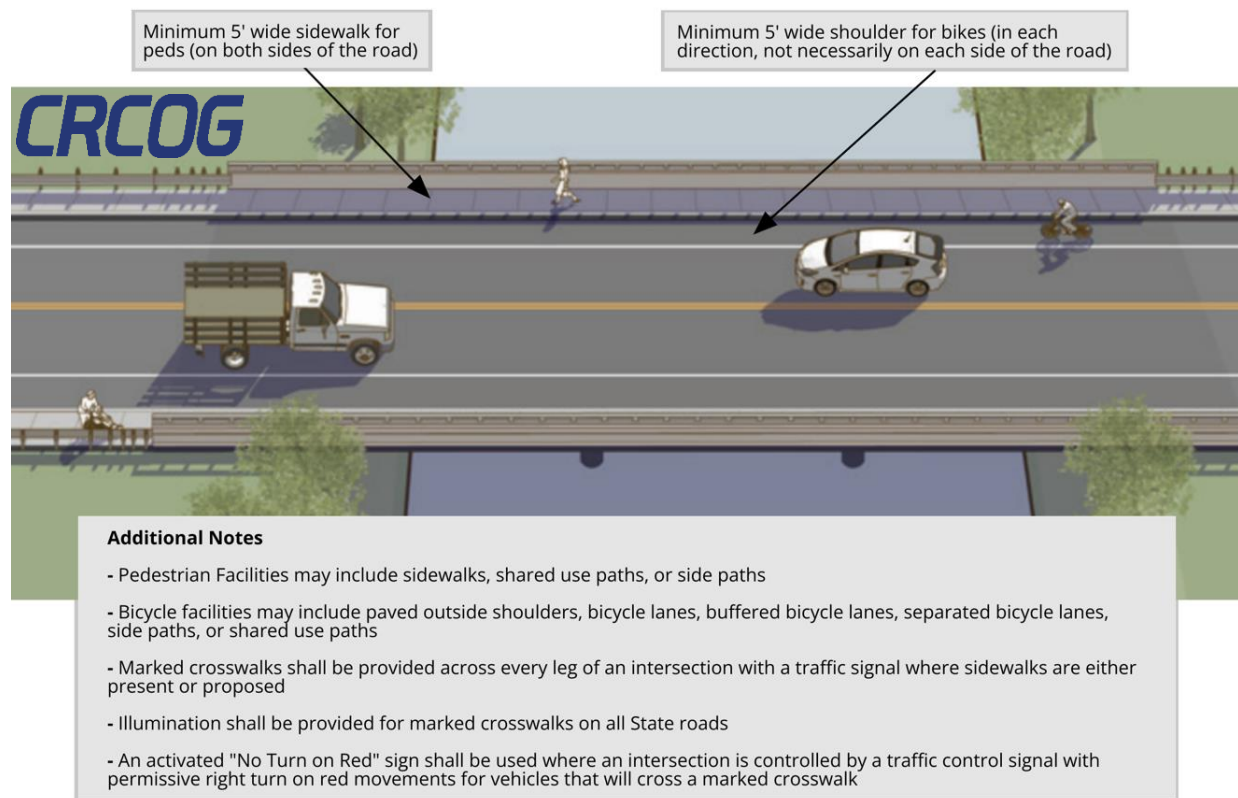 Minimum 5' wide sidewalk for
peds (on both sides of the road)
Minimum 5' wide shoulder for bikes (in each
direction, not necessarily on each side of the road)
CRCOG
Additional Notes
- Pedestrian Facilities may include sidewalks, shared use paths, or side paths
- Bicycle facilities may include paved outside shoulders, bicycle lanes, buffered bicycle lanes, separated bicycle lanes,
side paths, or shared use paths
- Marked crosswalks shall be provided across every leg of an intersection with a traffic signal where sidewalks are either
present or proposed
- Illumination shall be provided for marked crosswalks on all State roads
- An activated "No Turn on Red" sign shall be used where an intersection is controlled by a traffic control signal with
permissive right turn on red movements for vehicles that will cross a marked crosswalk